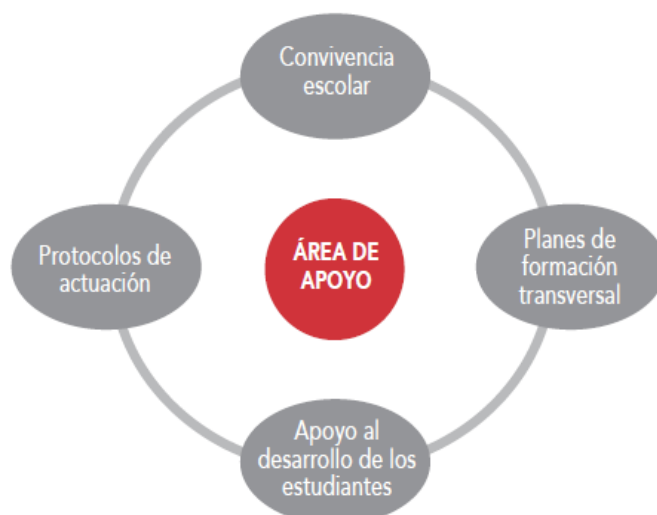 Convivencia
escolar
Protocolos de
actuación
ÁREA DE
APOYO
Planes de
formación
transversal
Apoyo al
desarrollo de los
estudiantes